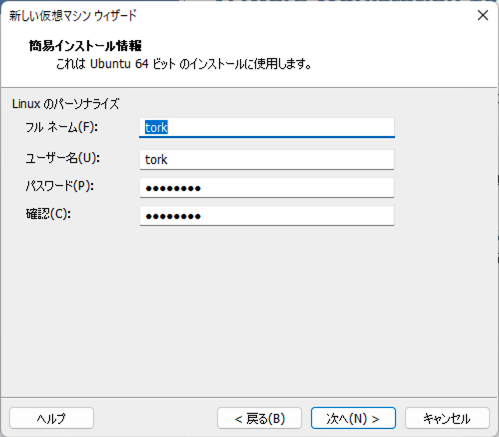 新しい仮想マシン ウィザード
簡易インストール情報
これは Ubuntu 64 ビット のインストールに使用します。
Linux のパーソナライズ
フル ネーム(F):
tork
ユーザー名(U):
tork
パスワード(P):
●●●●●●●●
確認(C):
●●●●●●●●
ヘルプ
< 戻る(B)
次へ(N) >
キャンセル